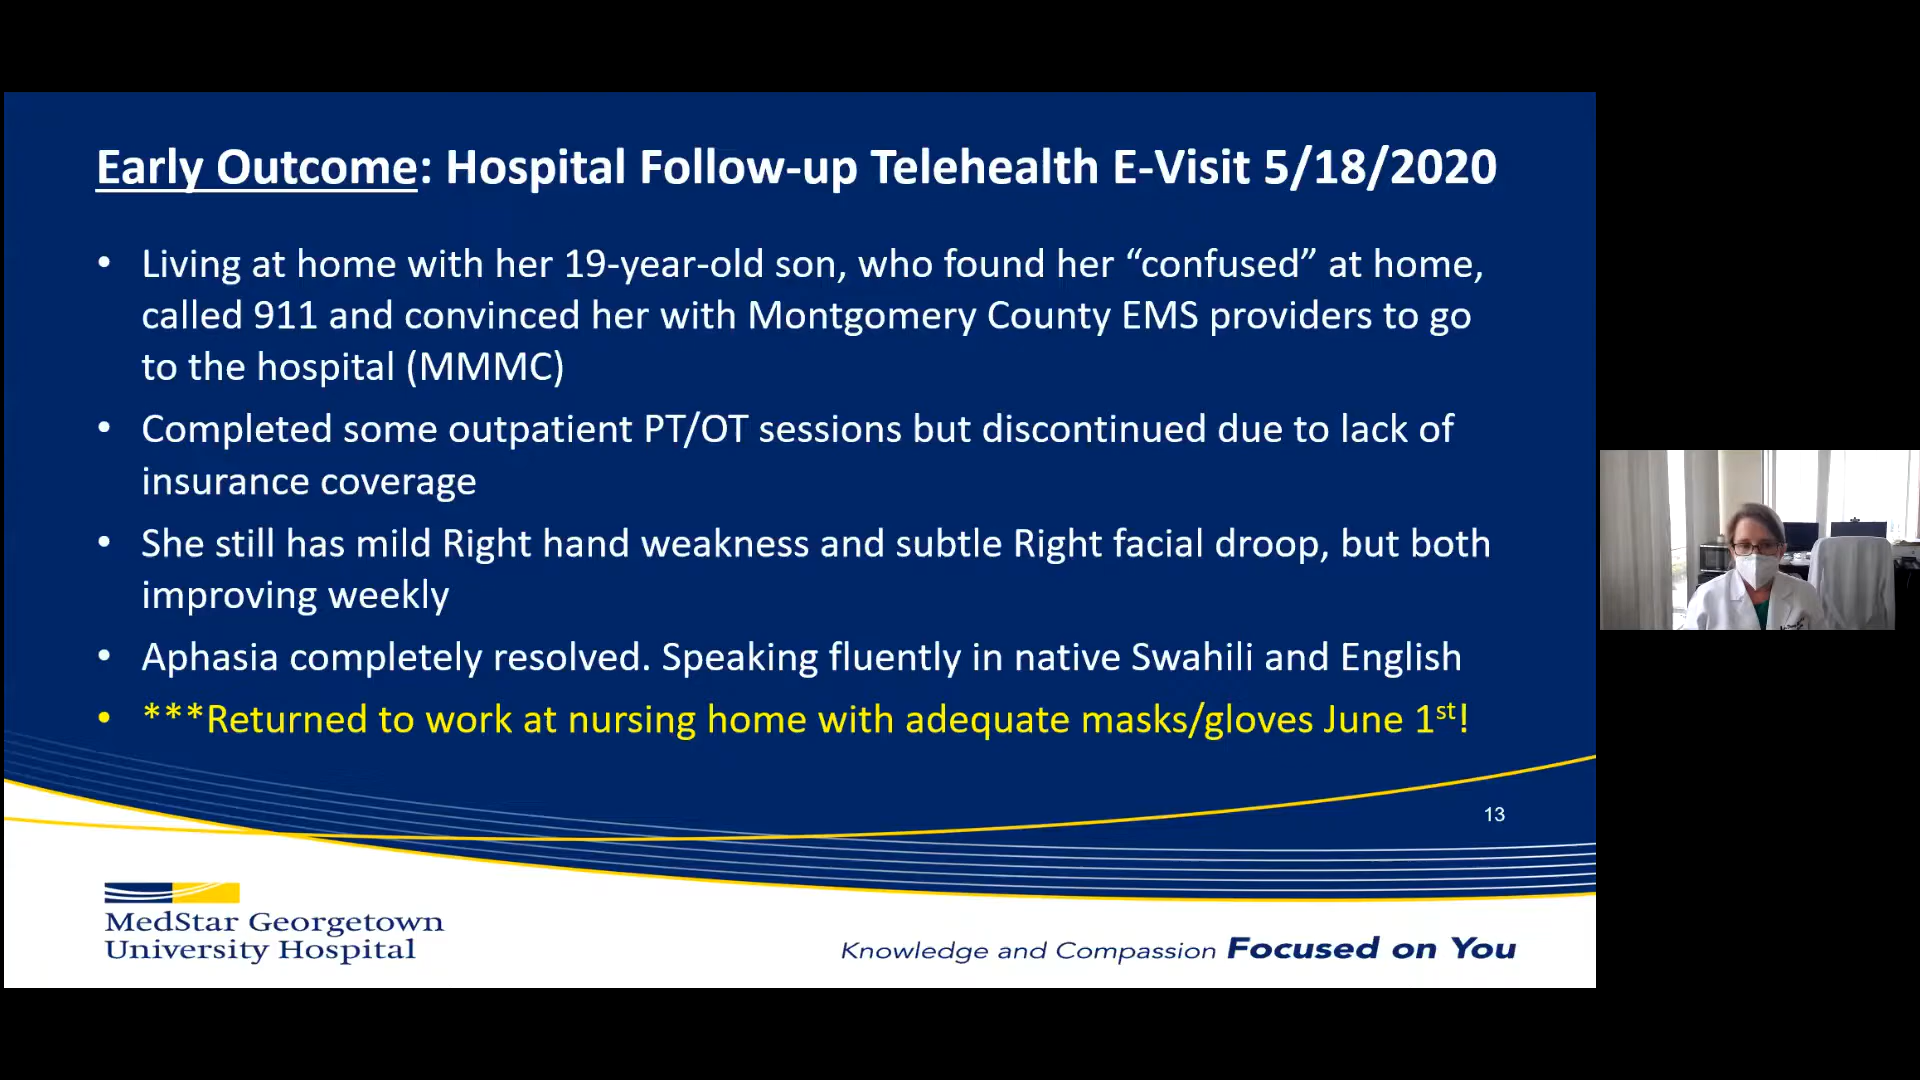 Early Outcome: Hospital Follow-up Telehealth E-Visit 5/18/2020
• Living at home with her 19-year-old son, who found her “confused” at home,
called 911 and convinced her with Montgomery County EMS providers to go
to the hospital (MMMC)
• Completed some outpatient PT/OT sessions but discontinued due to lack of
insurance coverage
• She still has mild Right hand weakness and subtle Right facial droop, but both
improving weekly
• Aphasia completely resolved. Speaking fluently in native Swahili and English
• ***Returned to work at nursing home with adequate masks/gloves June 1st!
13
MedStar Georgetown
University Hospital
Knowledge and Compassion Focused on You